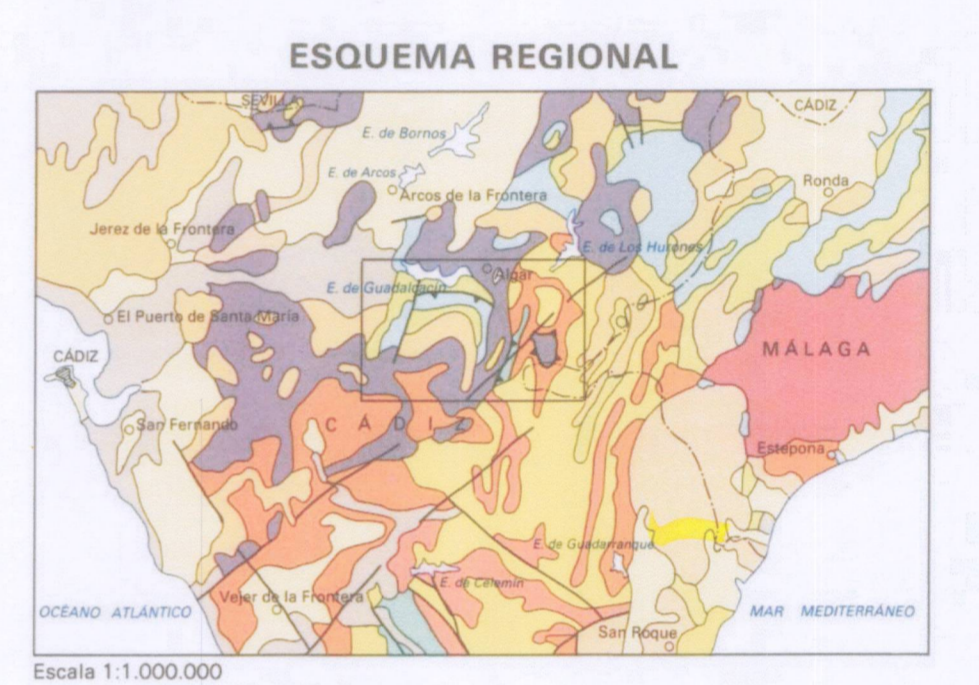 ESQUEMA REGIONAL
SEVILLA
CÁDIZ
E. de Bornos
E. de Arcos
Arcos de la Frontera
Ronda
Jerez de la Frontera
E. de Los Hurones
Algar
E. de Guadalcacín
El Puerto de Santa María
CÁDIZ
MÁLAGA
San Fernando
CÁDIZ
Estepona
E. de Guadarranque
E. de Celemín
Vejer de la Frontera
OCÉANO ATLÁNTICO
MAR MEDITERRÁNEO
San Roque
Escala 1:1.000.000